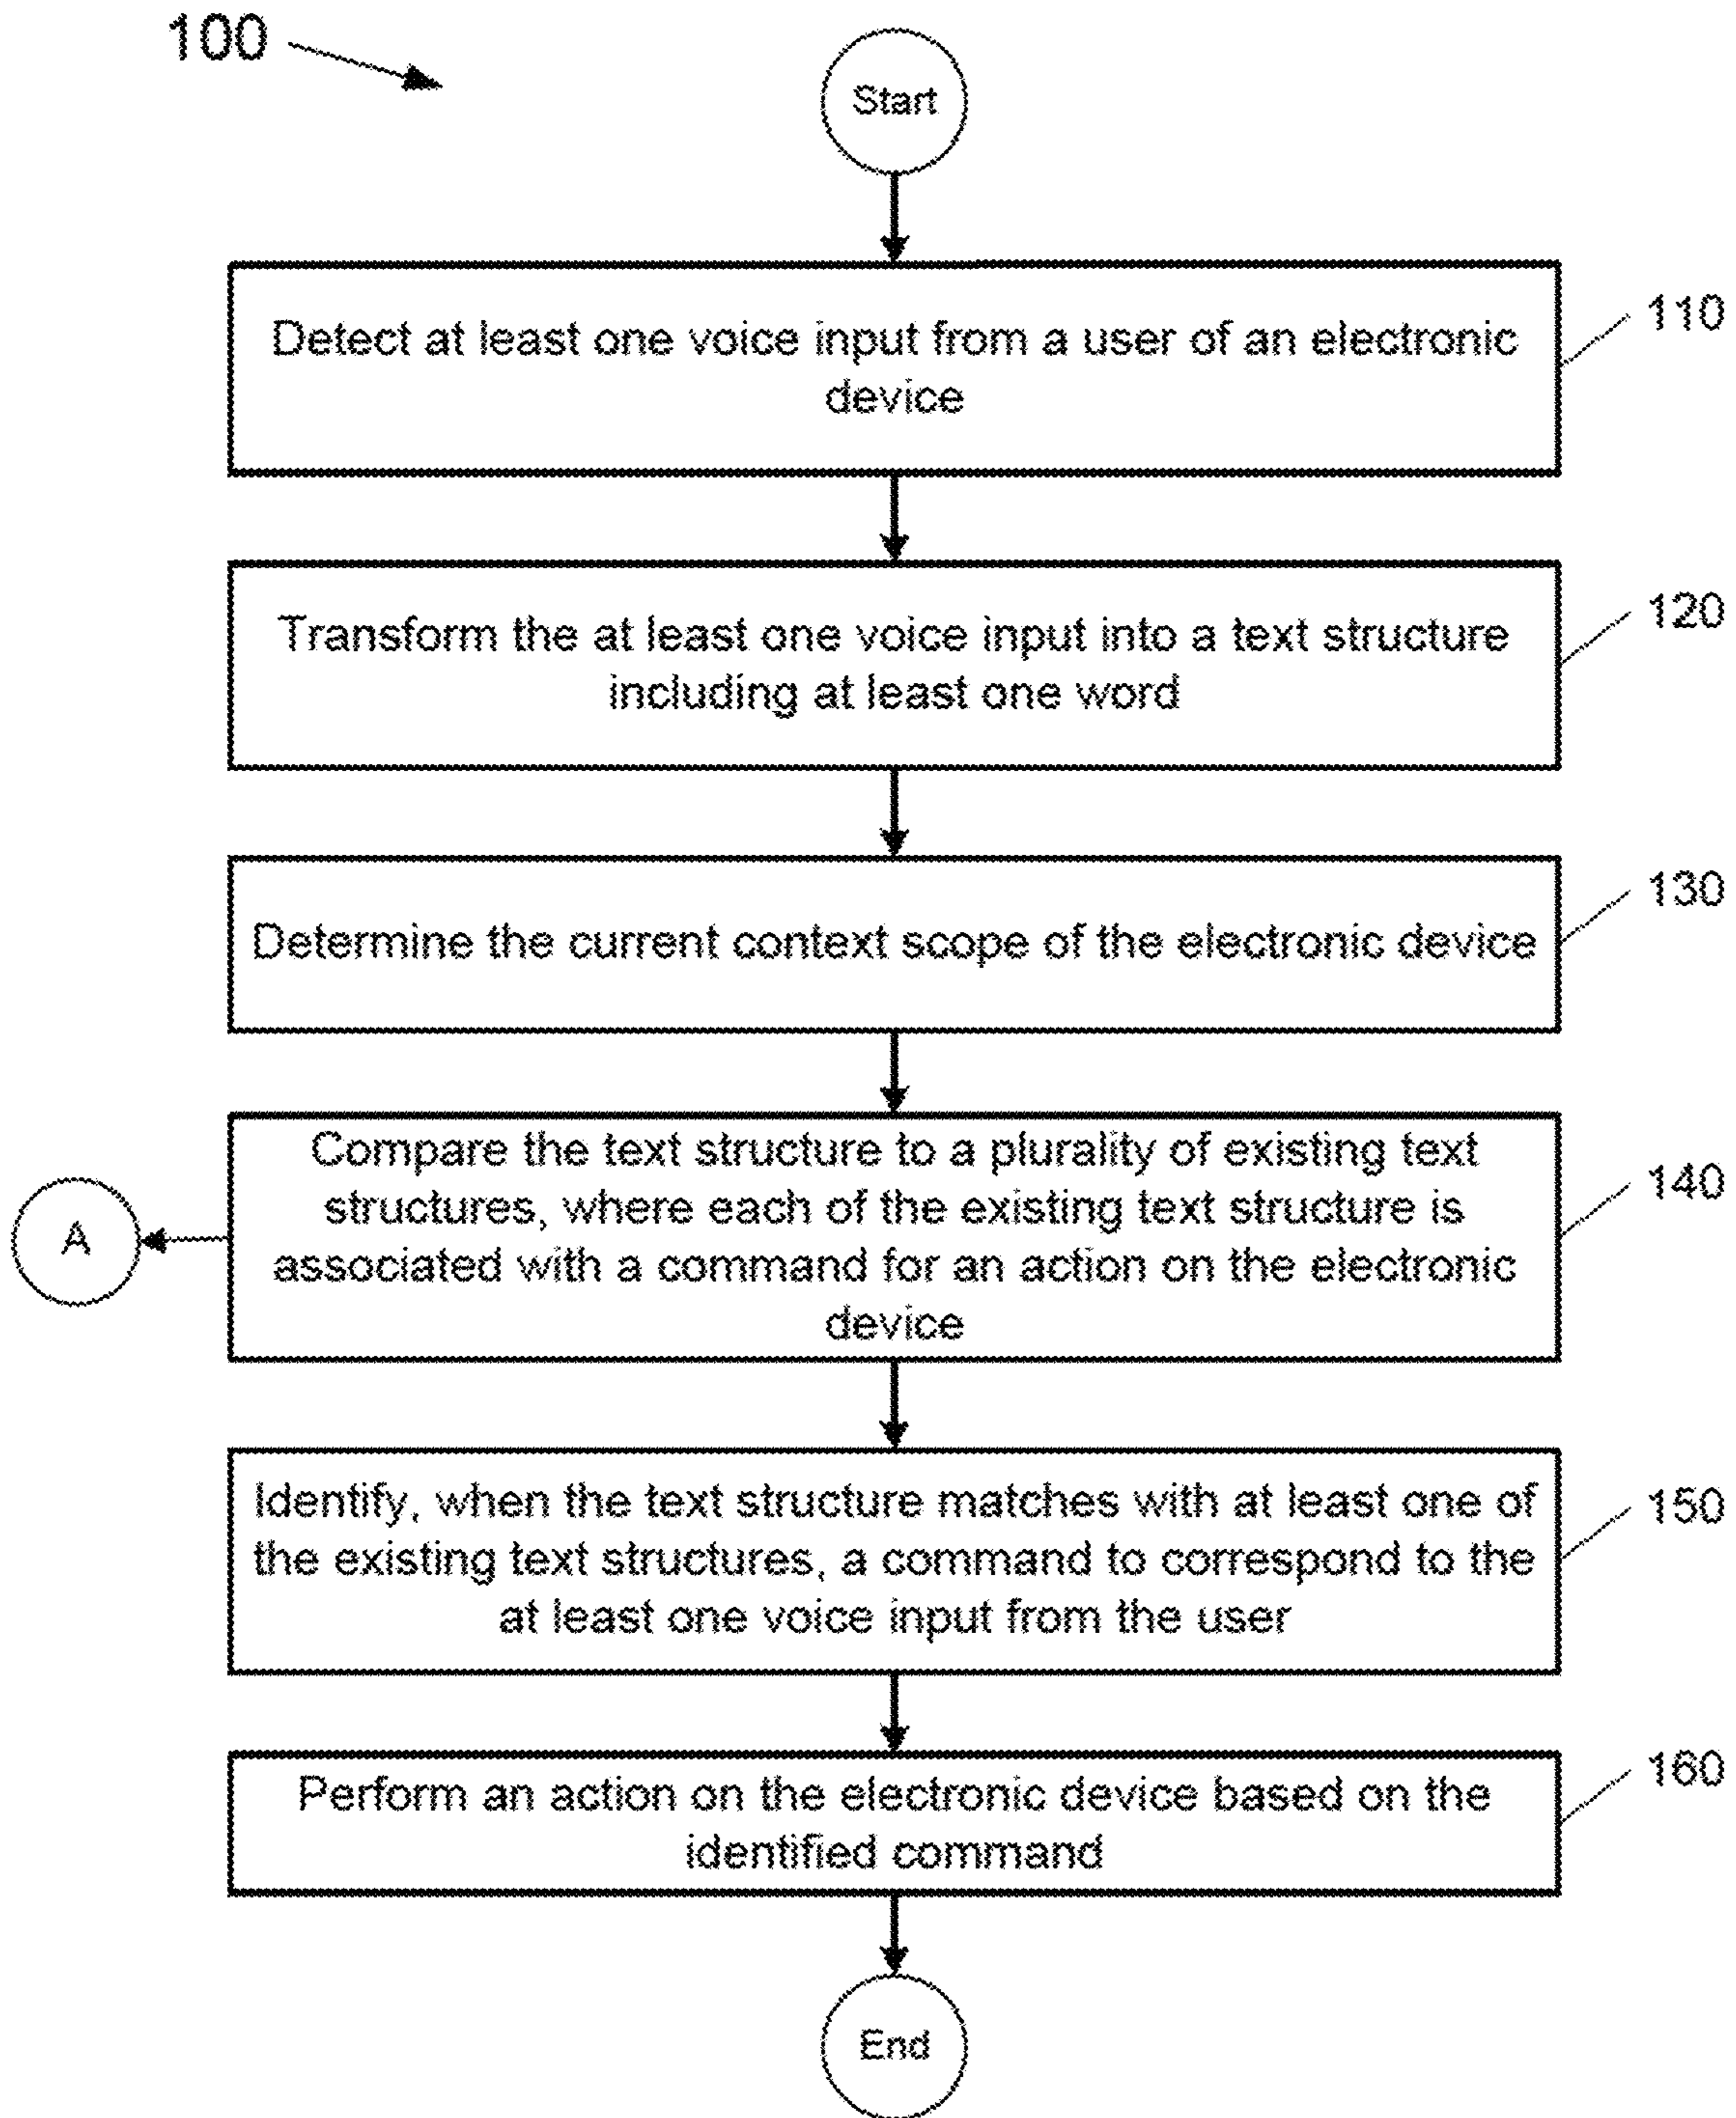 100
Start
Detect at least one voice input from a user of an electronic
device
110
Transform the at least one voice input into a text structure
including at least one word
120
Determine the current context scope of the electronic device
130
Compare the text structure to a plurality of existing text
structures, where each of the existing text structure is
associated with a command for an action on the electronic
device
140
A
Identify, when the text structure matches with at least one of
the existing text structures, a command to correspond to the
at least one voice input from the user
150
Perform an action on the electronic device based on the
identified command
160
End